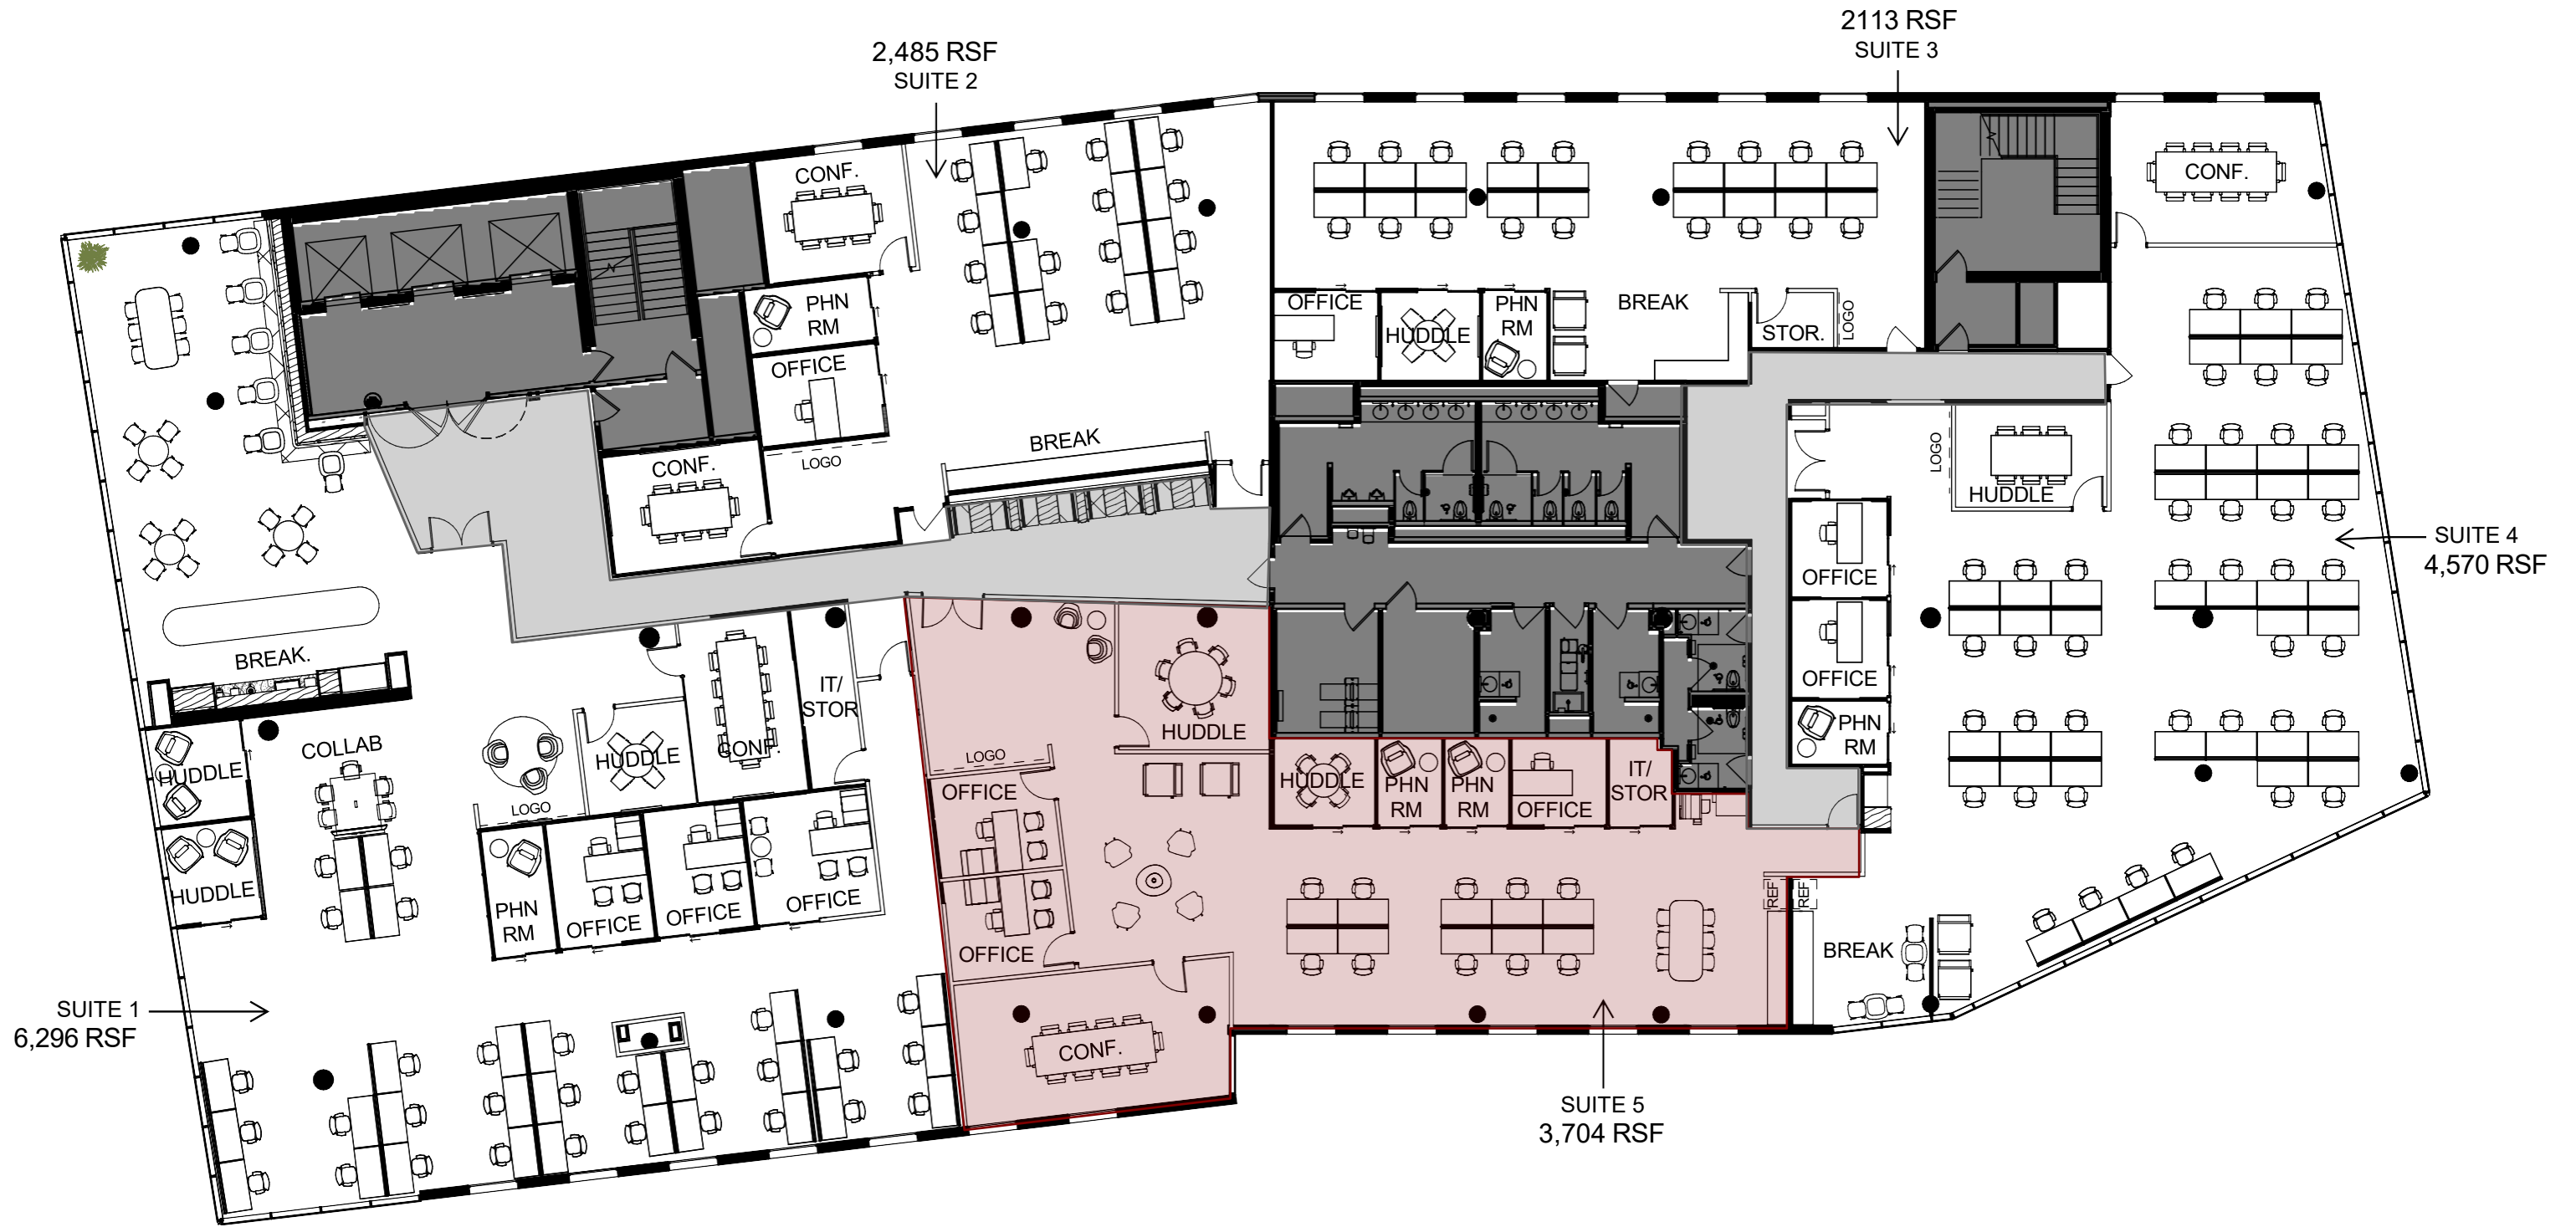 2113 RSF
SUITE 3
2,485 RSF
SUITE 2
CONF.
CONF.
PHN
RM
OFFICE
BREAK
LOGO
CONF.
OFFICE
HUDDLE
PHN
RM
BREAK
STOR.
LOGO
LOGO
HUDDLE
OFFICE
OFFICE
PHN
RM
SUITE 4
4,570 RSF
BREAK.
HUDDLE
HUDDLE
COLLAB
LOGO
HUDDLE
CONF.
IT/
STOR
PHN
RM
OFFICE
OFFICE
OFFICE
LOGO
HUDDLE
OFFICE
OFFICE
CONF.
HUDDLE
PHN
RM
PHN
RM
OFFICE
IT/
STOR
REF
REF
BREAK
SUITE 1
6,296 RSF
SUITE 5
3,704 RSF